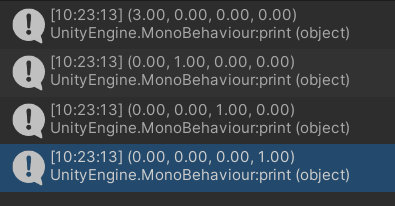 [10:23:13] (3.00, 0.00, 0.00, 0.00)
UnityEngine.MonoBehaviour:print (object)
[10:23:13] (0.00, 1.00, 0.00, 0.00)
UnityEngine.MonoBehaviour:print (object)
[10:23:13] (0.00, 0.00, 1.00, 0.00)
UnityEngine.MonoBehaviour:print (object)
[10:23:13] (0.00, 0.00, 0.00, 1.00)
UnityEngine.MonoBehaviour:print (object)